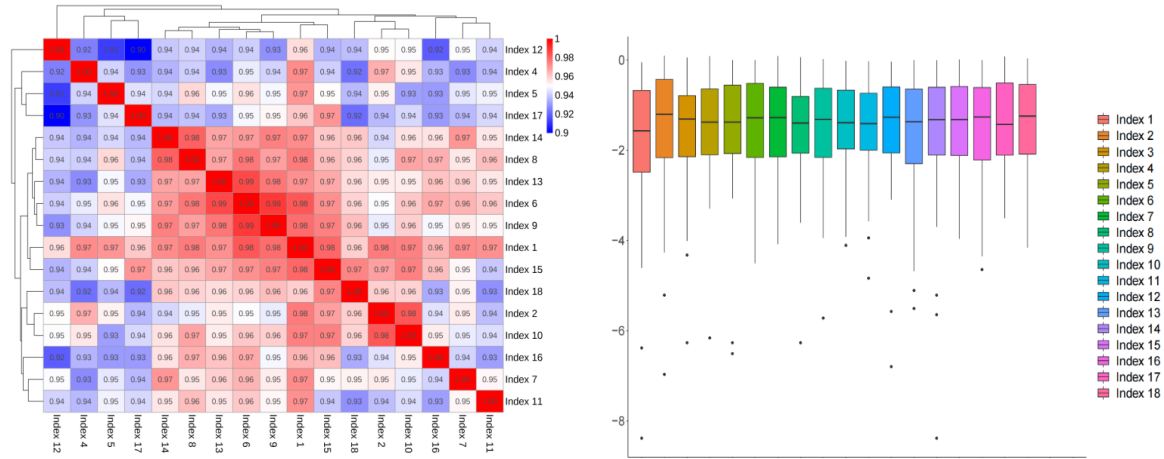 0.92 0.90 0.94 0.94 0.94 0.94 0.93 0.96 0.94 0.94 0.95 0.95 0.92 0.95 0.94 Index 12
0.92 0.94 0.93 0.94 0.94 0.93 0.95 0.94 0.97 0.94 0.92 0.97 0.95 0.93 0.93 0.94 Index 4
0.94 0.94 0.94 0.96 0.95 0.96 0.95 0.97 0.95 0.94 0.95 0.93 0.93 0.95 0.95 Index 5
0.90 0.93 0.94 0.94 0.94 0.93 0.95 0.95 0.96 0.97 0.92 0.94 0.94 0.93 0.94 0.94 Index 17
0.94 0.94 0.94 0.94 0.98 0.97 0.97 0.97 0.98 0.97 0.96 0.94 0.95 0.96 0.97 0.95 Index 14
0.94 0.94 0.96 0.94 0.98 0.97 0.98 0.97 0.98 0.96 0.96 0.95 0.97 0.97 0.95 0.96 Index 8
0.94 0.93 0.95 0.93 0.97 0.97 0.99 0.98 0.98 0.97 0.96 0.95 0.96 0.96 0.96 0.95 Index 13
0.94 0.95 0.96 0.95 0.97 0.98 0.99 0.99 0.98 0.97 0.96 0.95 0.96 0.97 0.96 0.96 Index 6
0.93 0.94 0.95 0.95 0.97 0.97 0.98 0.99 0.98 0.97 0.96 0.95 0.96 0.95 0.95 0.95 Index 9
0.96 0.97 0.97 0.96 0.98 0.98 0.98 0.98 0.98 0.98 0.96 0.98 0.97 0.96 0.97 0.97 Index 1
0.94 0.94 0.95 0.97 0.97 0.96 0.97 0.97 0.97 0.98 0.97 0.97 0.97 0.96 0.95 0.94 Index 15
0.94 0.92 0.94 0.92 0.96 0.96 0.96 0.96 0.96 0.96 0.97 0.96 0.96 0.93 0.95 0.93 Index 18
0.95 0.97 0.95 0.94 0.94 0.95 0.95 0.95 0.95 0.98 0.97 0.96 0.98 0.94 0.95 0.94 Index 2
0.95 0.95 0.93 0.94 0.95 0.97 0.96 0.96 0.96 0.97 0.97 0.96 0.98 0.95 0.95 0.96 Index 10
0.92 0.93 0.93 0.93 0.96 0.97 0.96 0.97 0.95 0.96 0.96 0.93 0.94 0.95 0.94 0.93 Index 16
0.95 0.93 0.95 0.94 0.97 0.95 0.96 0.96 0.95 0.97 0.95 0.95 0.95 0.95 0.94 0.95 Index 7
0.94 0.94 0.95 0.94 0.95 0.96 0.95 0.96 0.95 0.97 0.94 0.93 0.94 0.96 0.93 0.95 Index 11
Index 12 Index 4 Index 5 Index 17 Index 14 Index 8 Index 13 Index 6 Index 9 Index 1 Index 15 Index 18 Index 2 Index 10 Index 16 Index 7 Index 11
1
0.98
0.96
0.94
0.92
0.9
0
−2
−4
−6
−8
Index 1
Index 2
Index 3
Index 4
Index 5
Index 6
Index 7
Index 8
Index 9
Index 10
Index 11
Index 12
Index 13
Index 14
Index 15
Index 16
Index 17
Index 18